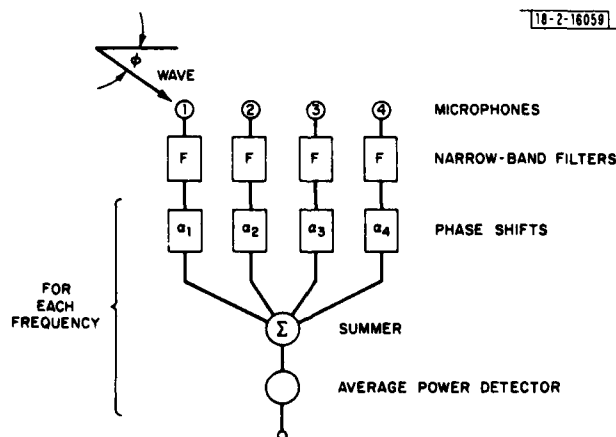 18-2-16059
ϕ
WAVE
1 2 3 4 MICROPHONES
F F F F NARROW-BAND FILTERS
α1 α2 α3 α4 PHASE SHIFTS
FOR
EACH
FREQUENCY
Σ SUMMER
AVERAGE POWER DETECTOR